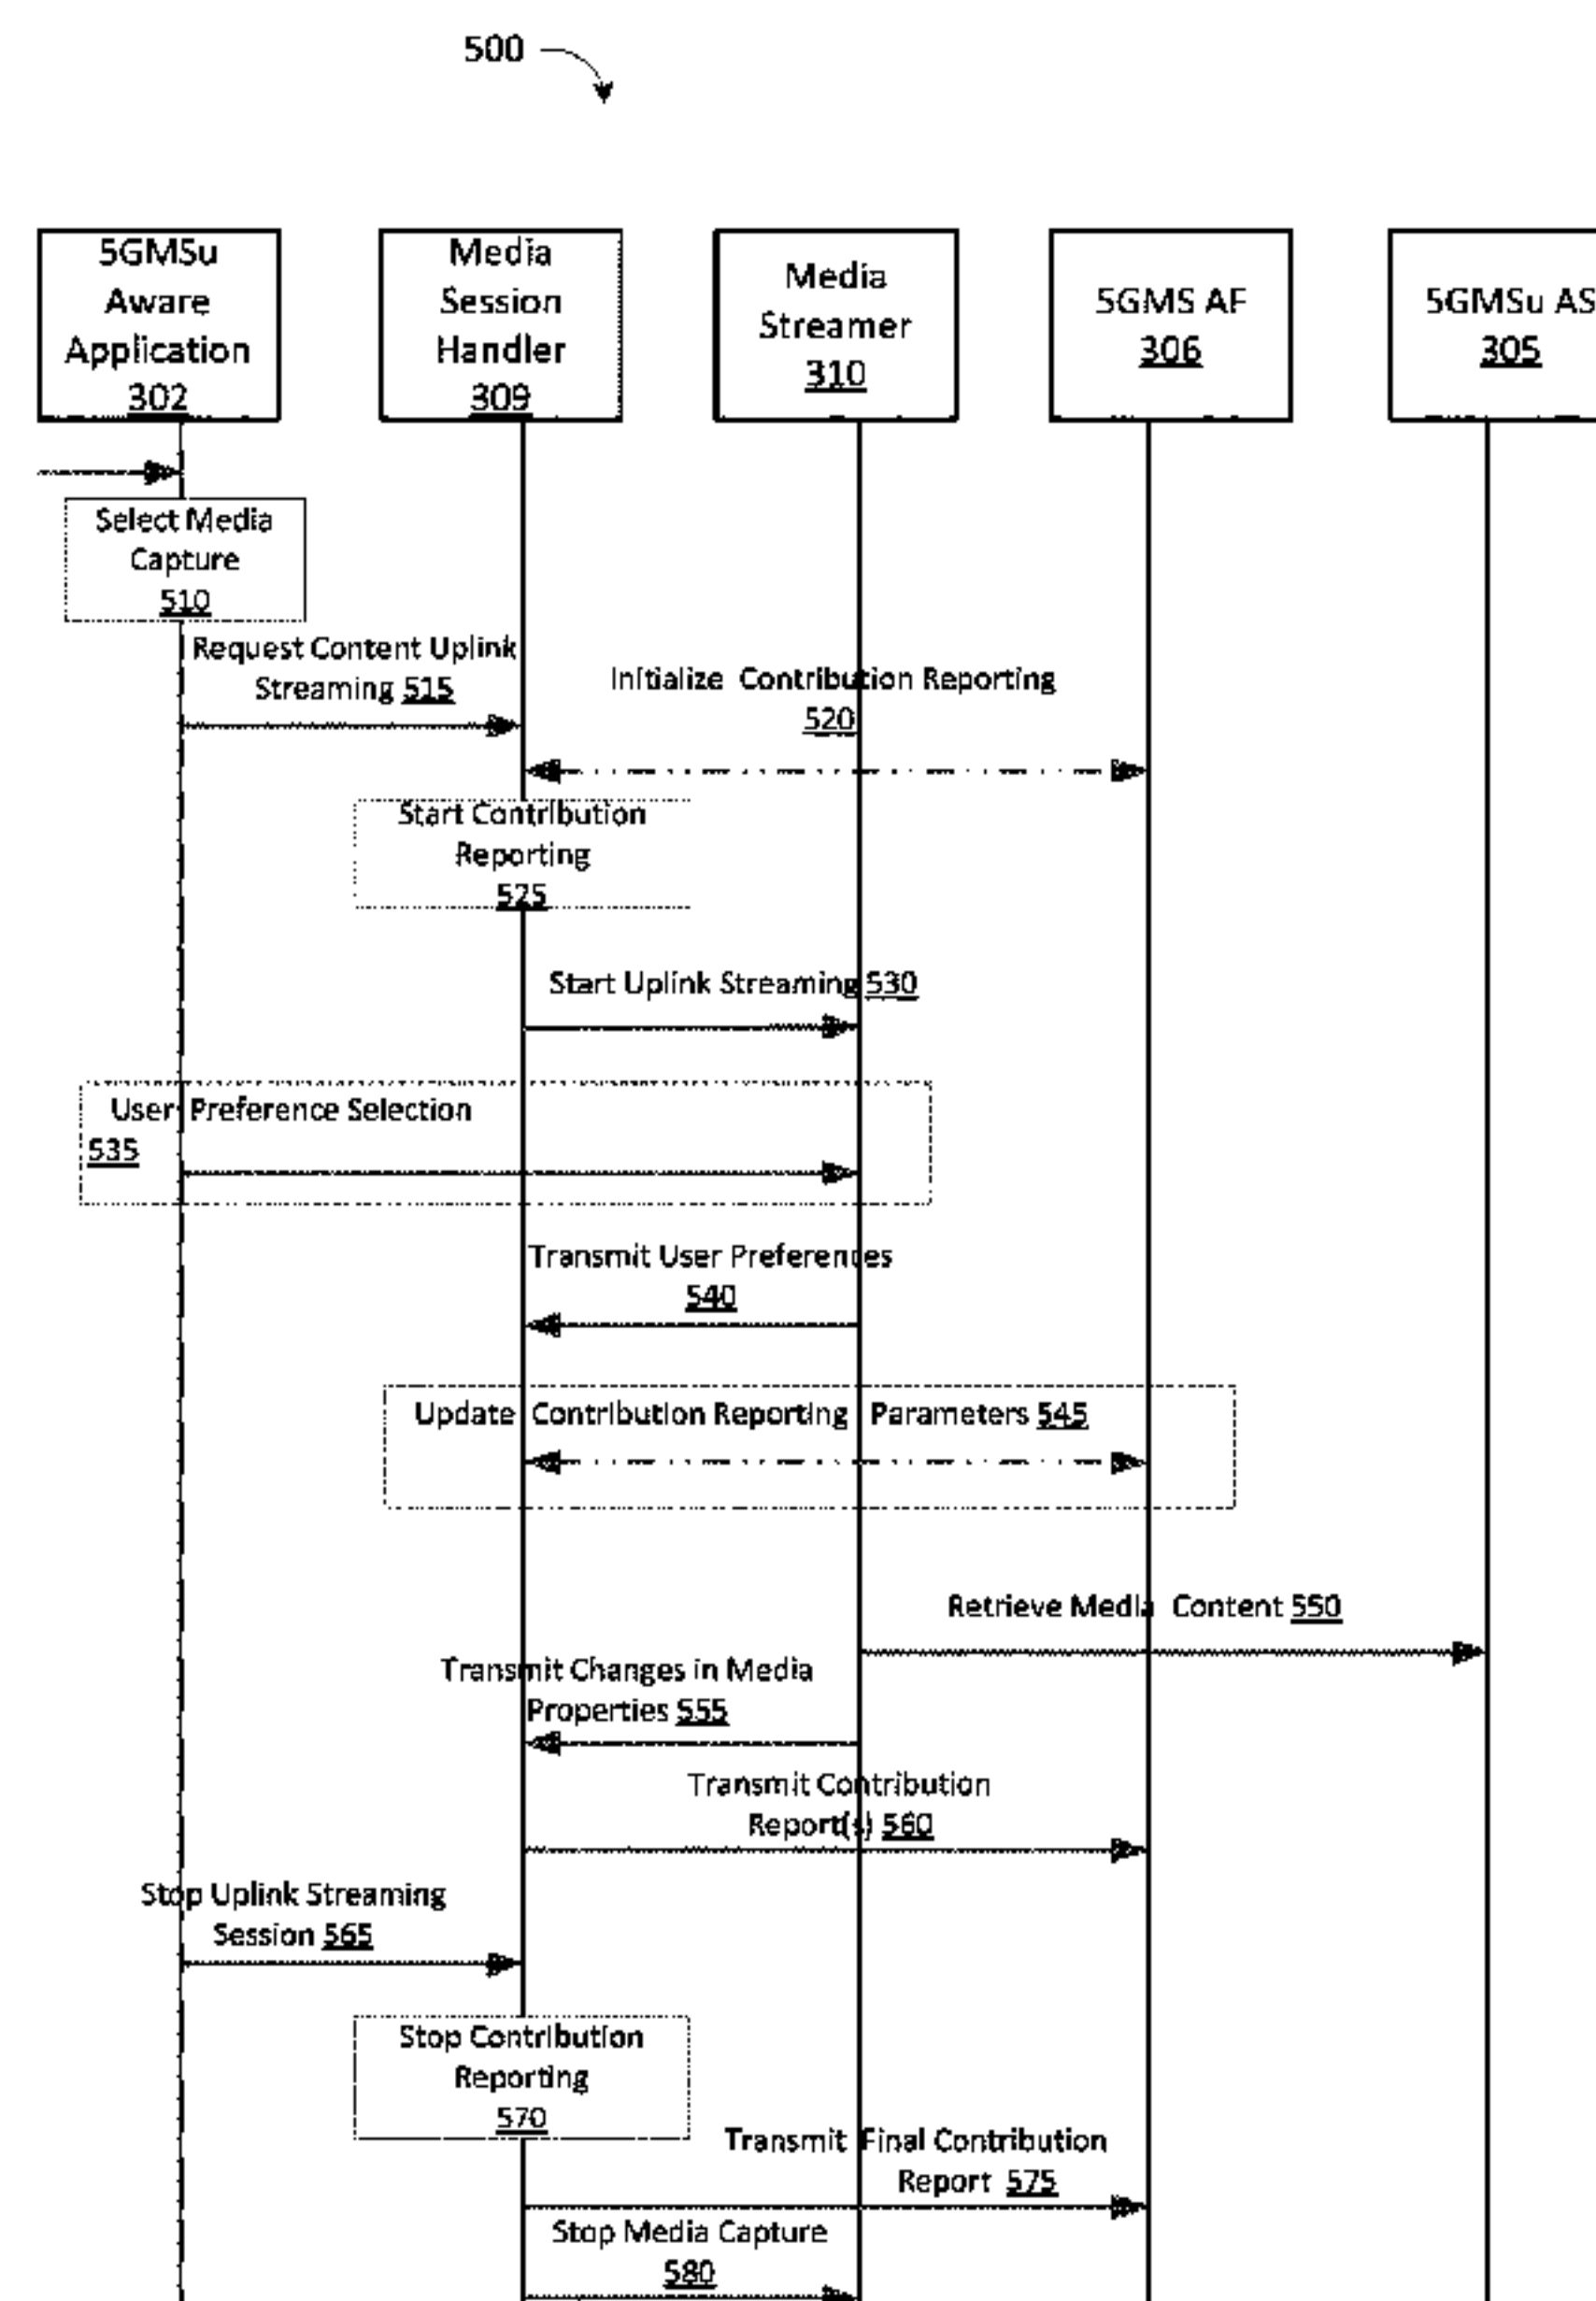 500
5GMSu
Aware
Application
302
Media
Session
Handler
309
Media
Streamer
310
5GMS AF
306
5GMSu AS
305
Select Media
Capture
510
Request Content Uplink
Streaming 515
Initialize Contribution Reporting
520
Start Contribution
Reporting
525
Start Uplink Streaming 530
User Preference Selection
535
Transmit User Preferences
540
Update Contribution Reporting Parameters 545
Retrieve Media Content 550
Transmit Changes in Media
Properties 555
Transmit Contribution
Report(s) 560
Stop Uplink Streaming
Session 565
Stop Contribution
Reporting
570
Transmit Final Contribution
Report 575
Stop Media Capture
580